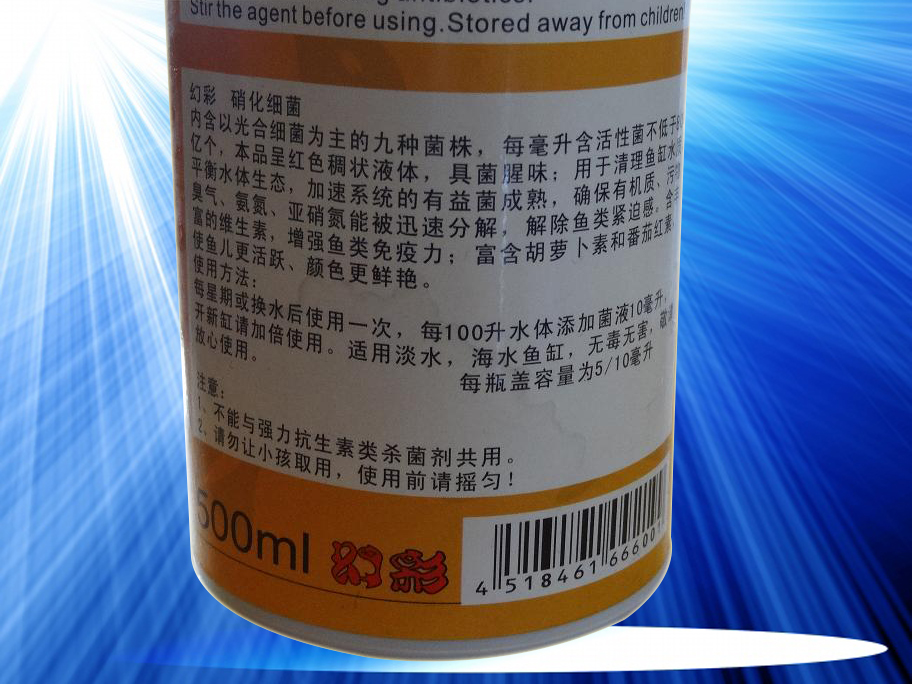 antibiotics.
Stir the agent before using.Stored away from children
幻彩 硝化细菌
内含以光合细菌为主的九种菌株，每毫升含活性菌不低于
亿个，本品呈红色稠状液体，具菌腥味；用于清理鱼缸水
平衡水体生态，加速系统的有益菌成熟，确保有机质、污
臭气、氨氮、亚硝氮能被迅速分解，解除鱼类紧迫感。含丰
富的维生素，增强鱼类免疫力；富含胡萝卜素和番茄红素，
使鱼儿更活跃、颜色更鲜艳。
使用方法：
每星期或换水后使用一次，每100升水体添加菌液10毫升，
开新缸请加倍使用。适用淡水，海水鱼缸，无毒无害，敬请
放心使用。
每瓶盖容量为5/10毫升
注意：
1、不能与强力抗生素类杀菌剂共用。
2、请勿让小孩取用，使用前请摇匀！
500ml 幻彩
4 518461 66600